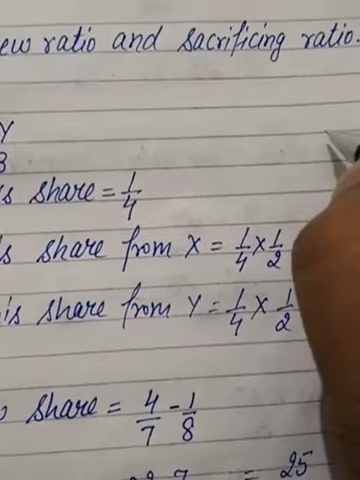 ew ratio and sacrificing ratio.
Y
3
s share = 1/4
s share from X = 1/4 × 1/2
is share from Y = 1/4 × 1/2
share = 4/7 - 1/8
= 25